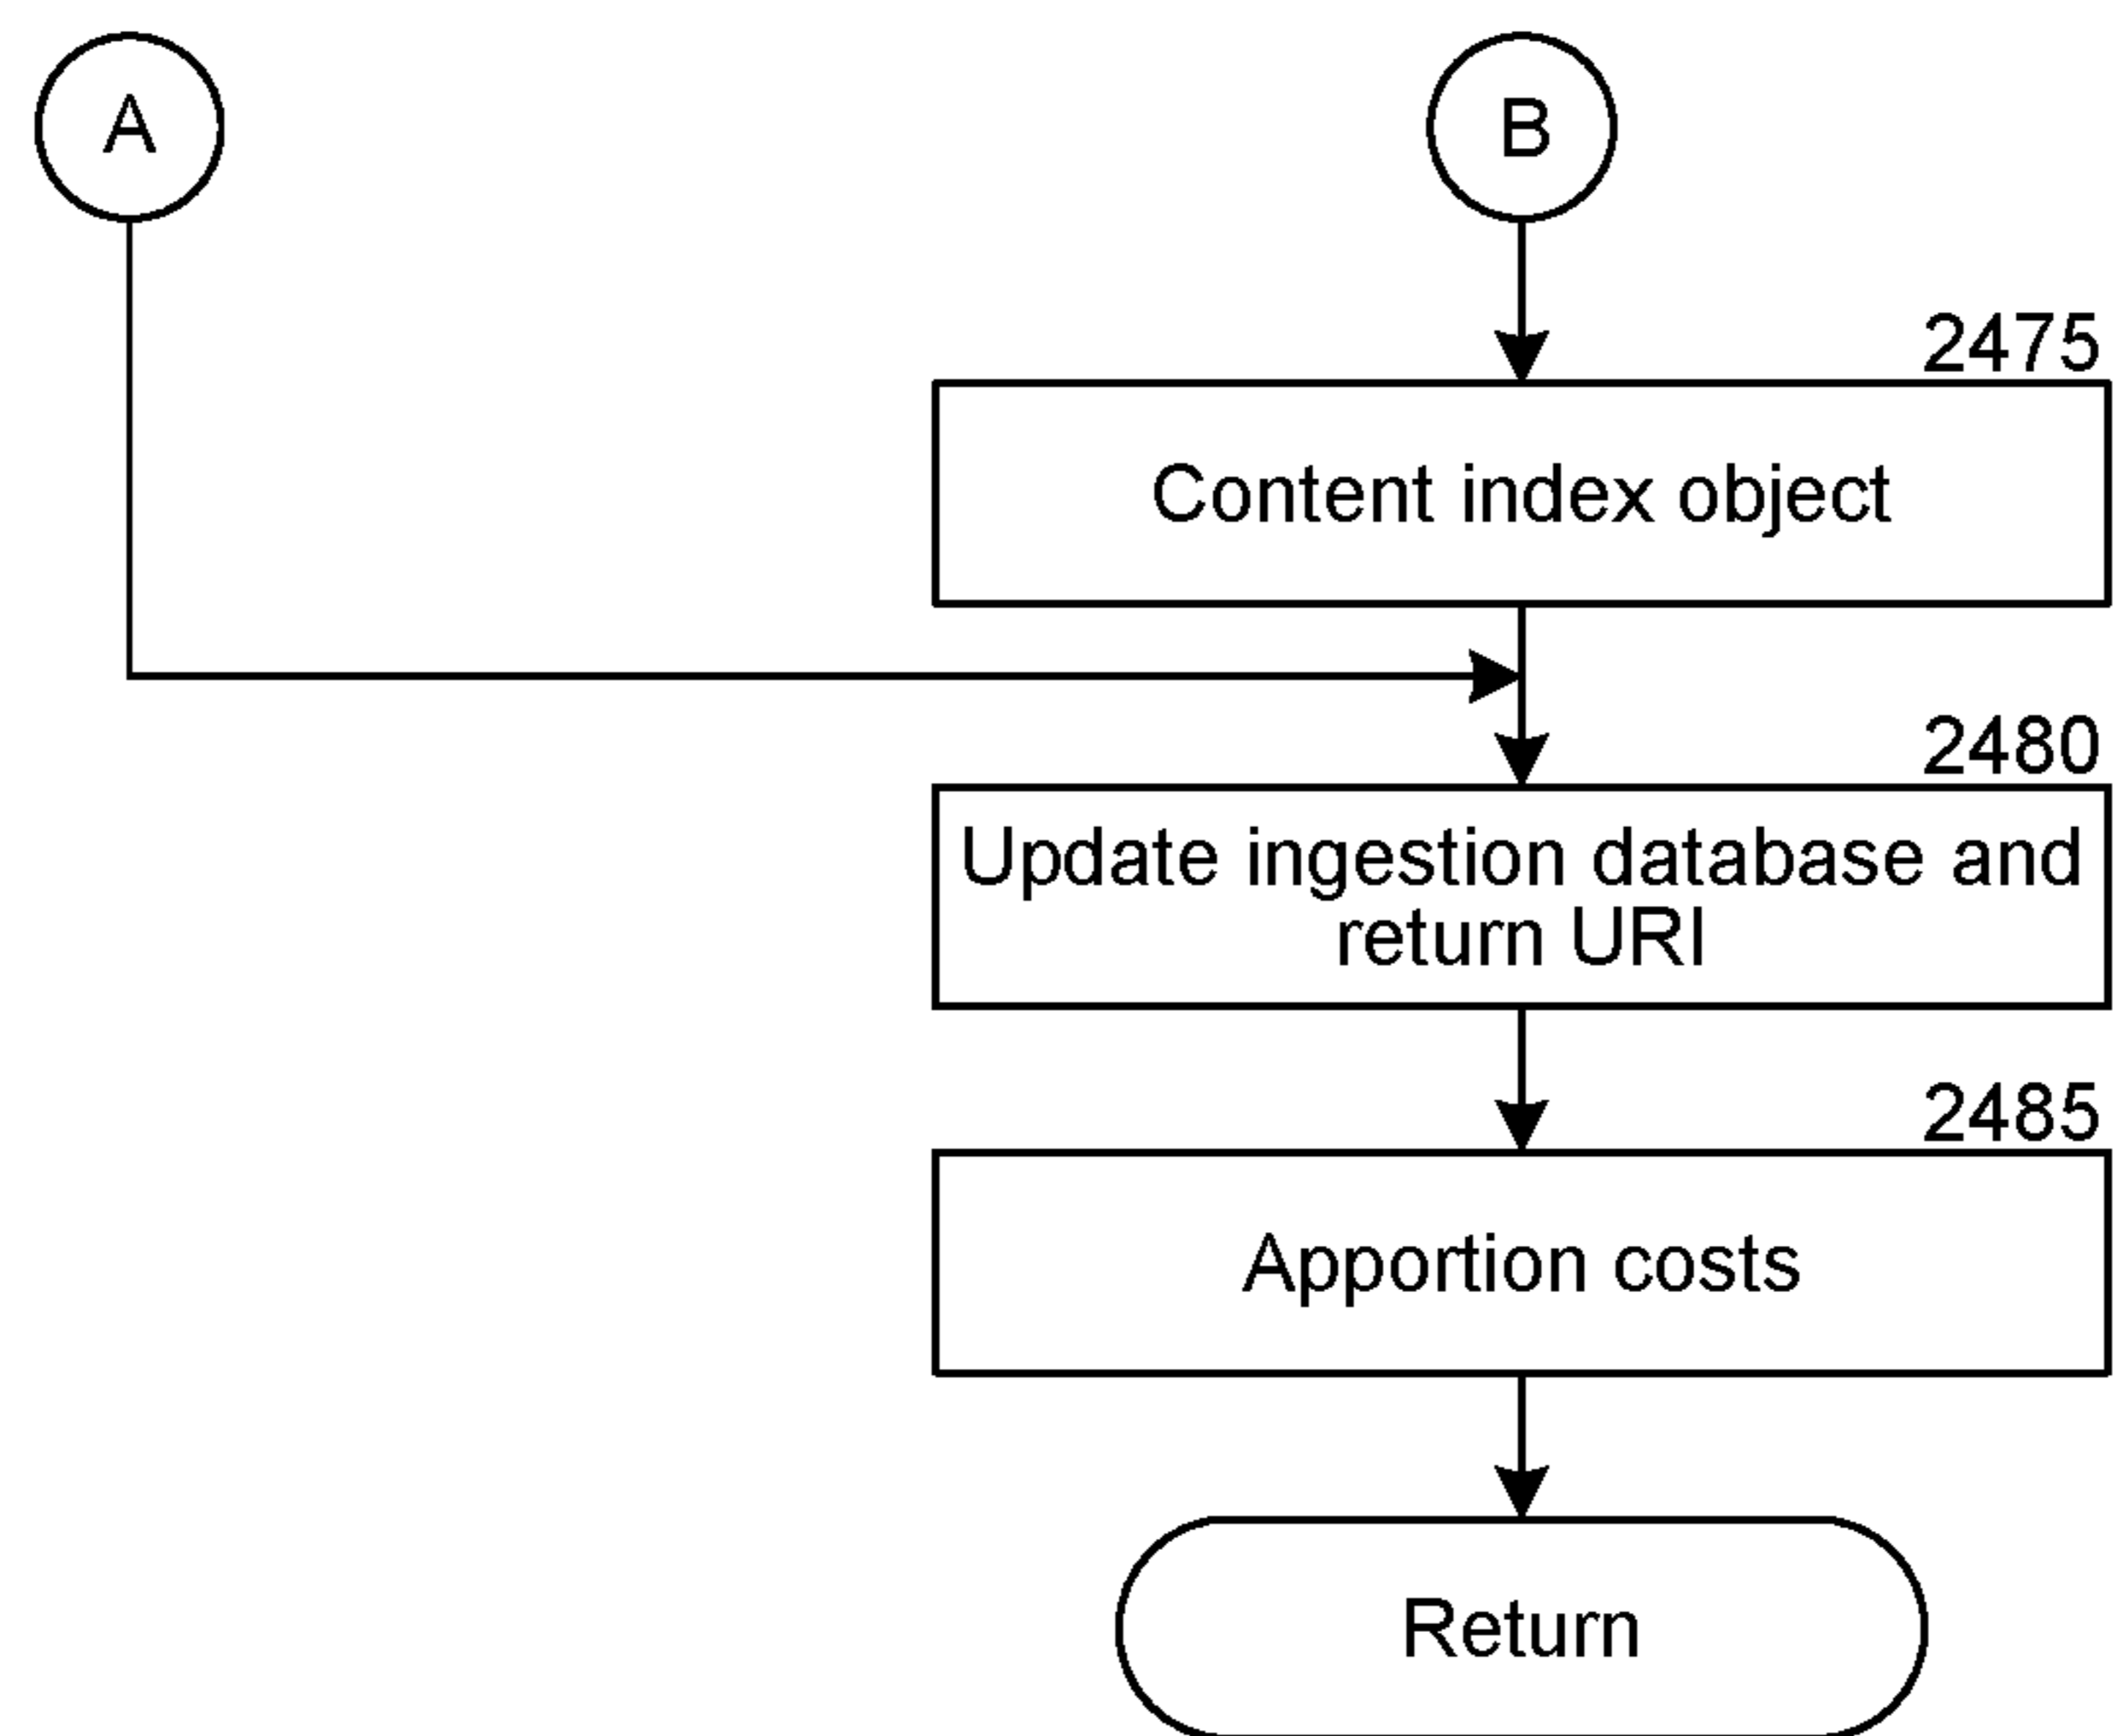 A
B
2475
Content index object
2480
Update ingestion database and
return URI
2485
Apportion costs
Return